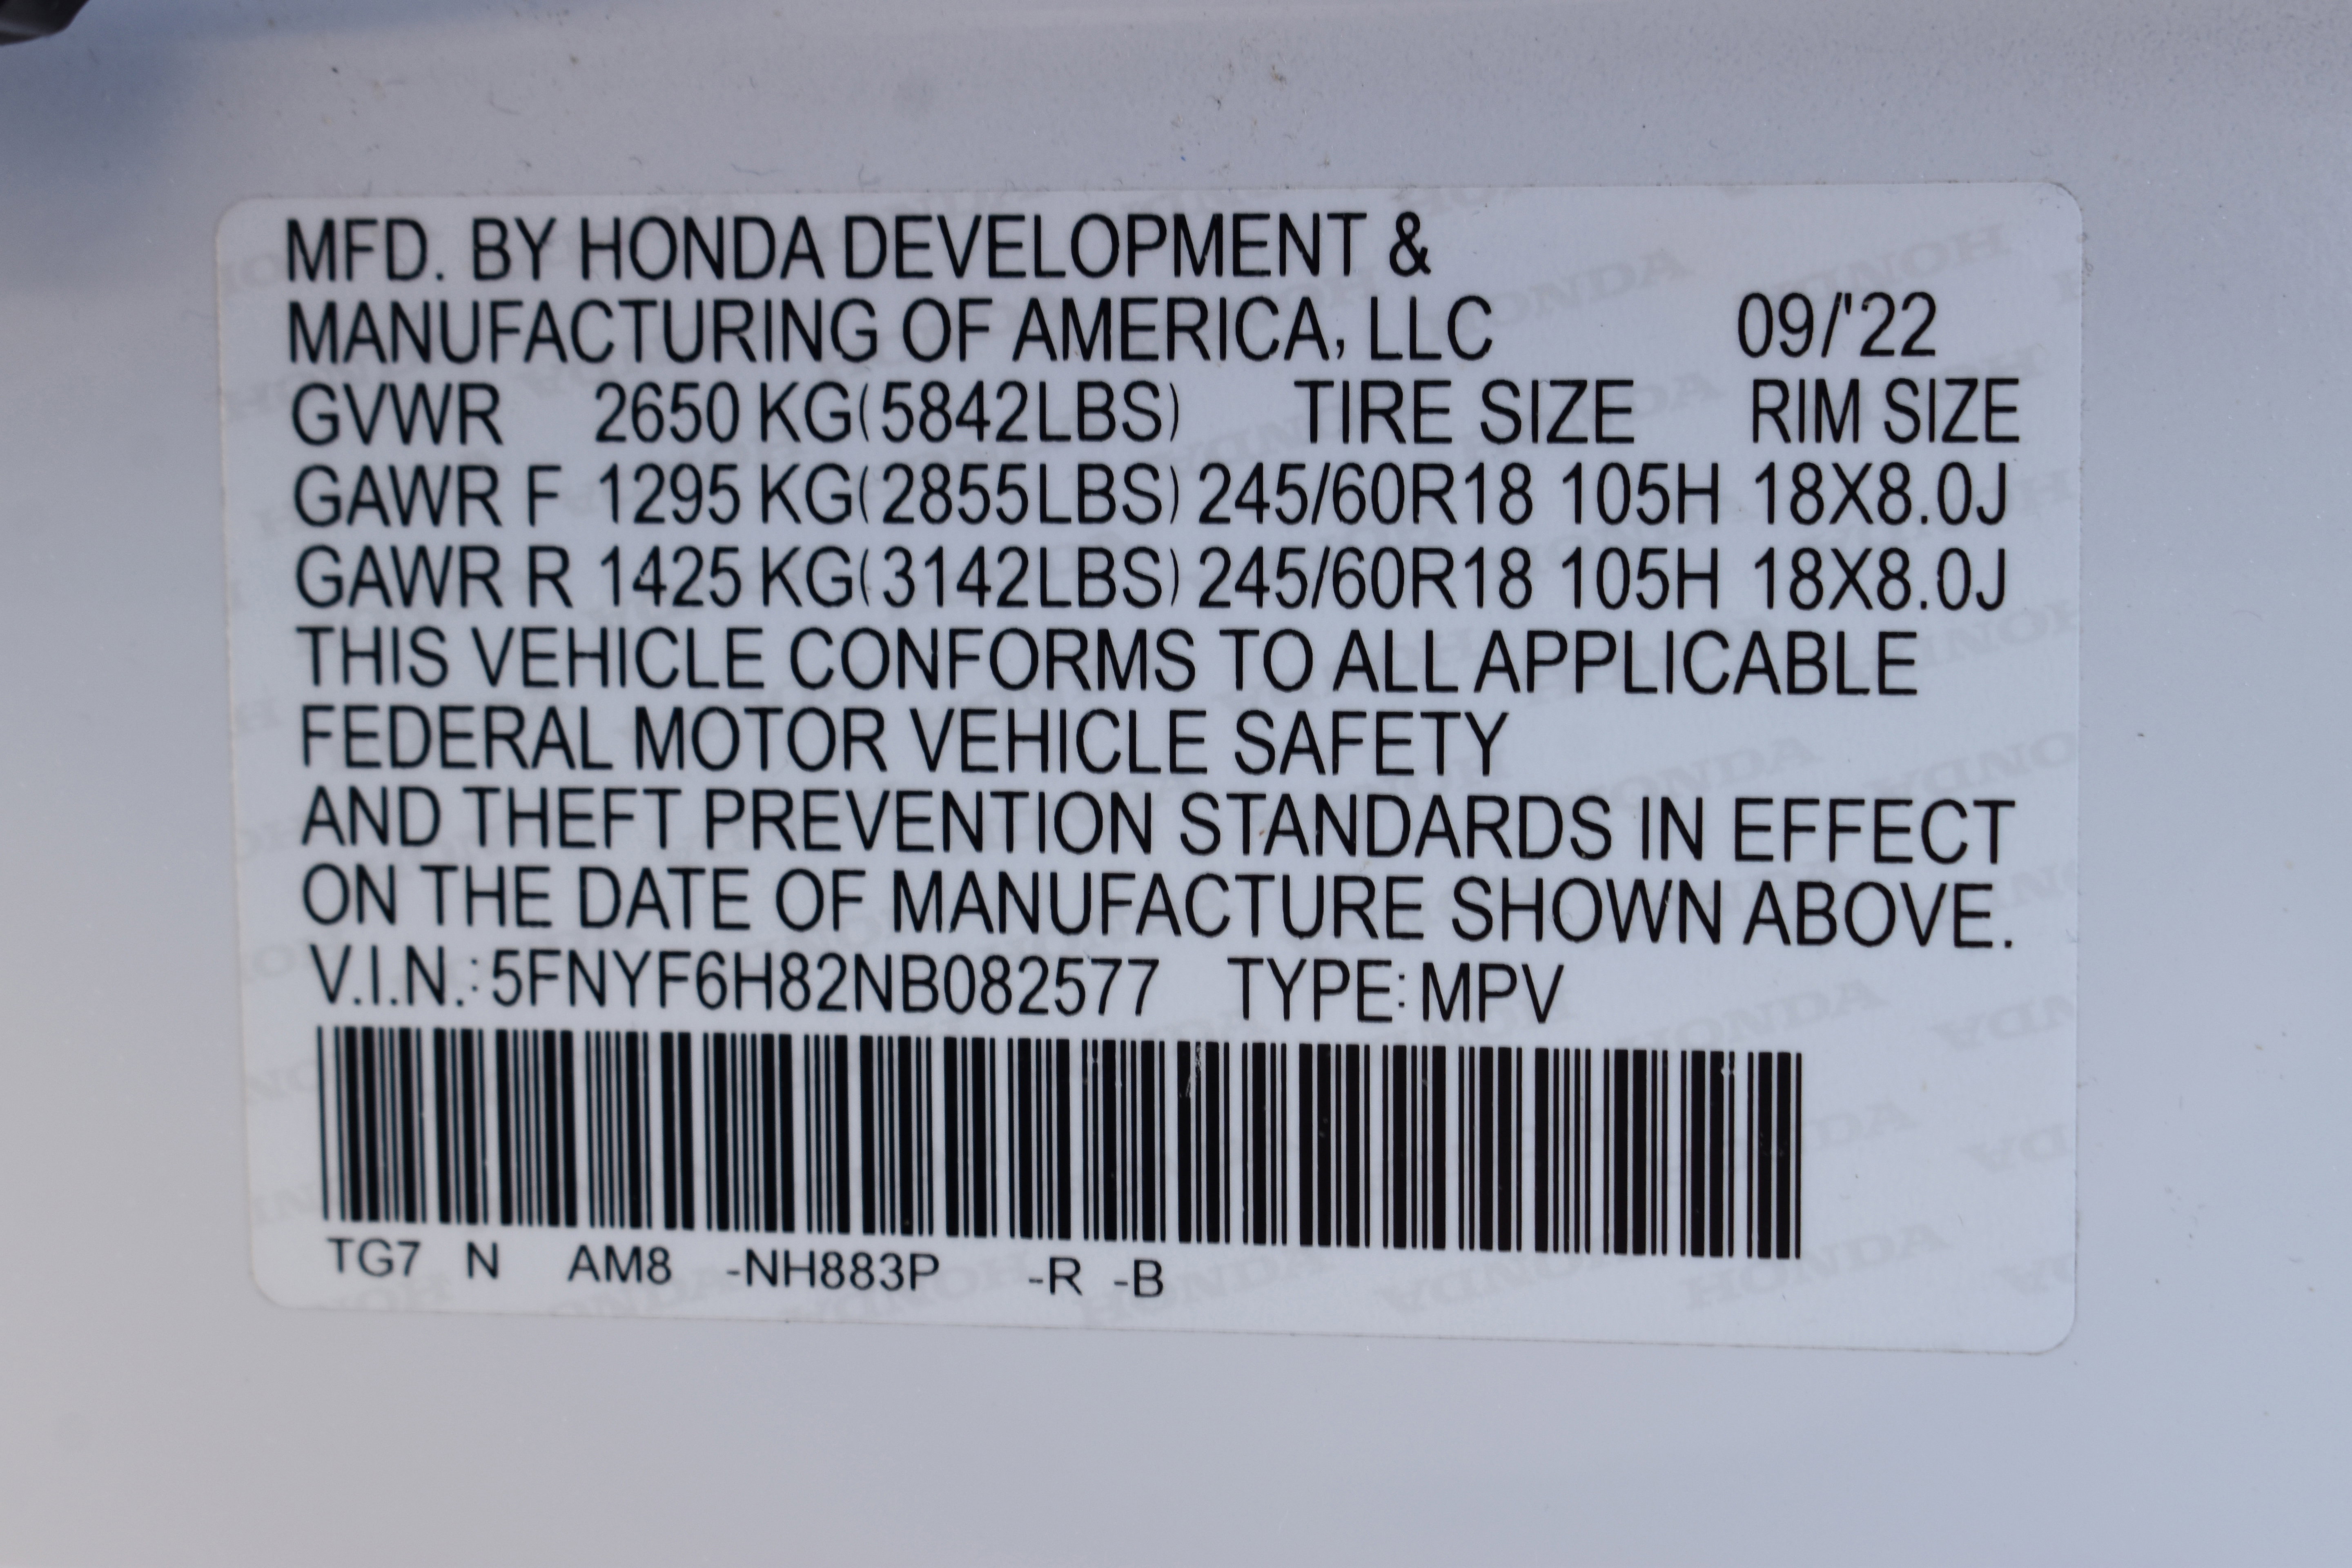 MFD. BY HONDA DEVELOPMENT &
MANUFACTURING OF AMERICA, LLC 09/'22
GVWR 2650 KG(5842LBS) TIRE SIZE RIM SIZE
GAWR F 1295 KG(2855LBS) 245/60R18 105H 18X8.0J
GAWR R 1425 KG(3142LBS) 245/60R18 105H 18X8.0J
THIS VEHICLE CONFORMS TO ALL APPLICABLE
FEDERAL MOTOR VEHICLE SAFETY
AND THEFT PREVENTION STANDARDS IN EFFECT
ON THE DATE OF MANUFACTURE SHOWN ABOVE.
V.I.N.: 5FNYF6H82NB082577 TYPE: MPV
TG7 N AM8 -NH883P -R -B